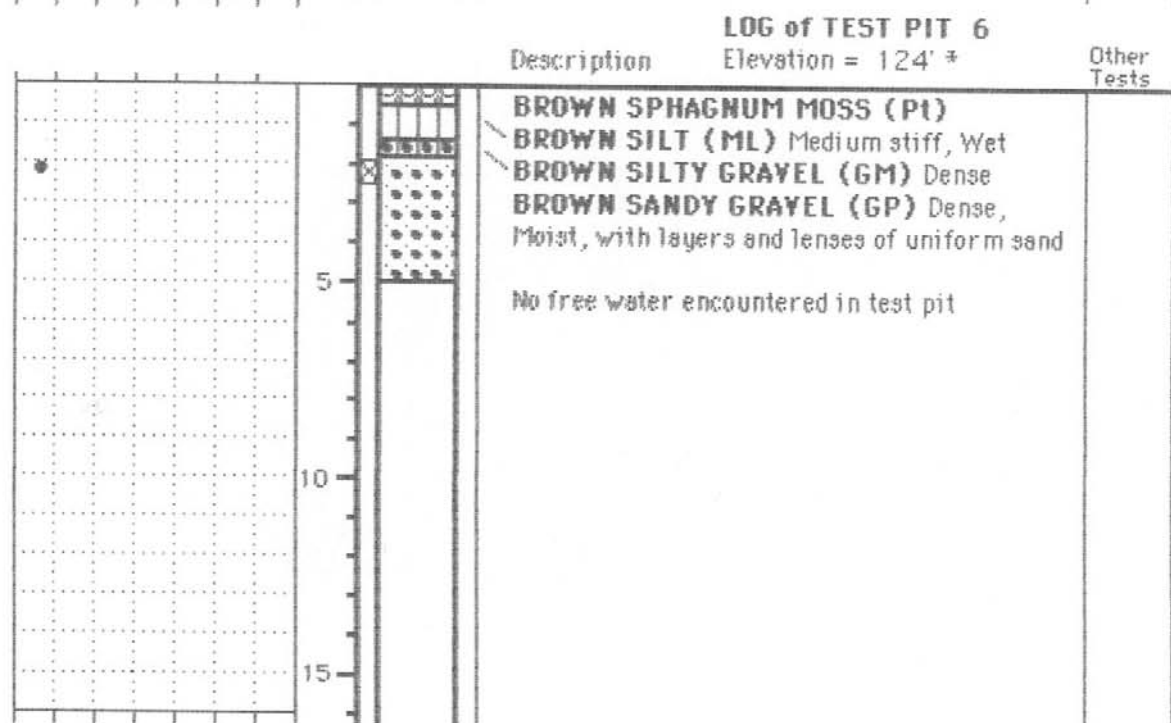 LOG of TEST PIT 6
Description Elevation = 124' *
Other
Tests
BROWN SPHAGNUM MOSS (Pt)
BROWN SILT (ML) Medium stiff, Wet
BROWN SILTY GRAVEL (GM) Dense
BROWN SANDY GRAVEL (GP) Dense,
Moist, with layers and lenses of uniform sand
5
No free water encountered in test pit
10
15